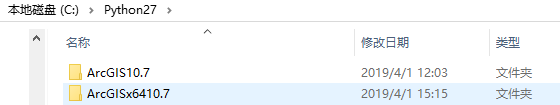 本地磁盘 (C:) > Python27 >
名称 修改日期 类型
ArcGIS10.7 2019/4/1 12:03 文件夹
ArcGISx6410.7 2019/4/1 15:15 文件夹